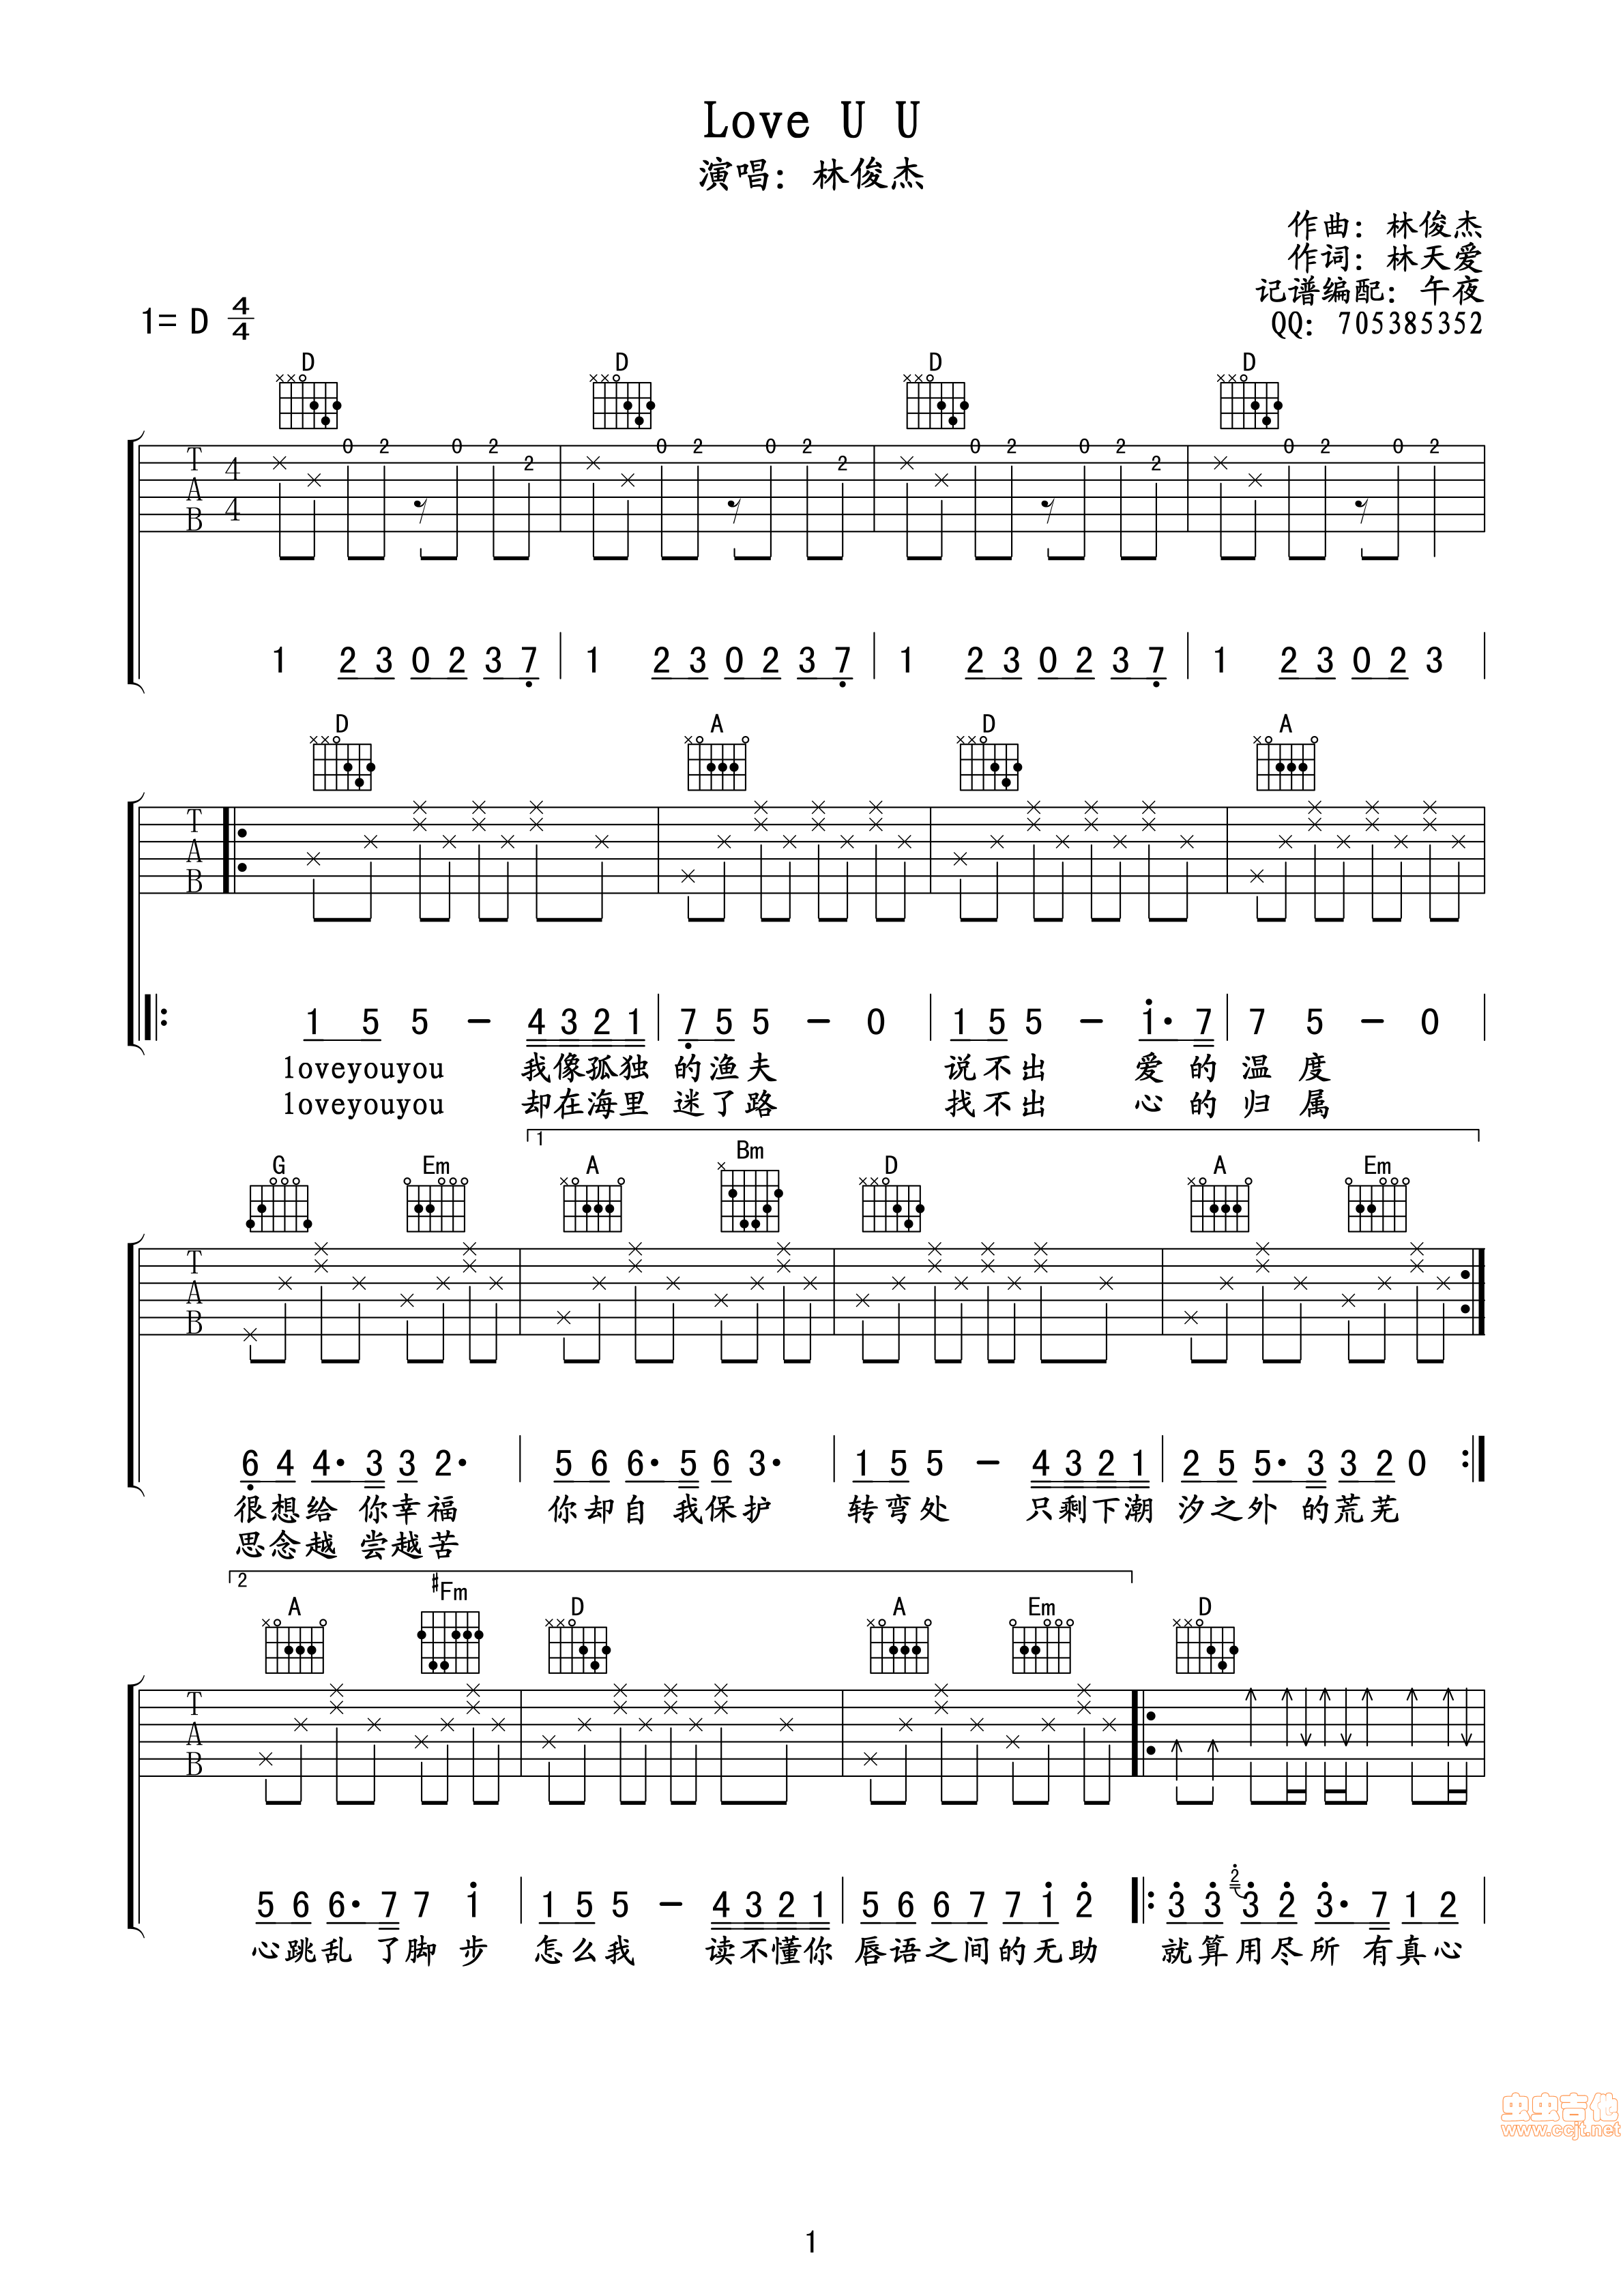 Love U U
演唱：林俊杰
作曲：林俊杰
作词：林天爱
记谱编配：午夜
QQ：705385352
1= D 4/4
D D D D
T A B 4 4 0 2 0 2 2 0 2 0 2 2 0 2 0 2 2 0 2 0 2
1 2 3 0 2 3 7 1 2 3 0 2 3 7 1 2 3 0 2 3 7 1 2 3 0 2 3
D A D A
T A B
1 5 5 – 4 3 2 1 7 5 5 – 0 1 5 5 – 1· 7 7 5 – 0
loveyouyou 我像孤独 的渔夫 说不出 爱 的 温 度
loveyouyou 却在海里 迷了路 找不出 心 的 归 属
1
G Em A Bm D A Em
T A B
6 4 4· 3 3 2· 5 6 6· 5 6 3· 1 5 5 – 4 3 2 1 2 5 5· 3 3 2 0
很想给 你幸福 你却自 我保护 转弯处 只剩下潮 汐之外 的荒芜
思念越 尝越苦
2
A #Fm D A Em D
T A B
5 6 6· 7 7 1 1 5 5 – 4 3 2 1 5 6 6 7 7 1 2 3 3 2 3 2 3· 7 1 2
心跳乱 了脚 步 怎么我 读不懂你 唇语之间的无助 就算用尽所 有真心
虫虫吉他
www.ccjt.net
1